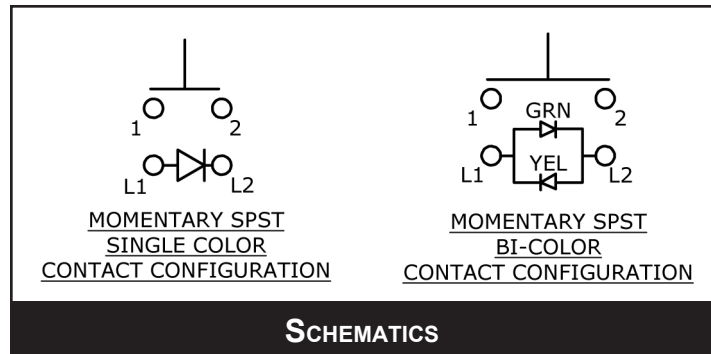 1
2
L1
L2
MOMENTARY SPST
SINGLE COLOR
CONTACT CONFIGURATION
1
GRN
2
L1
YEL
L2
MOMENTARY SPST
BI-COLOR
CONTACT CONFIGURATION
SCHEMATICS